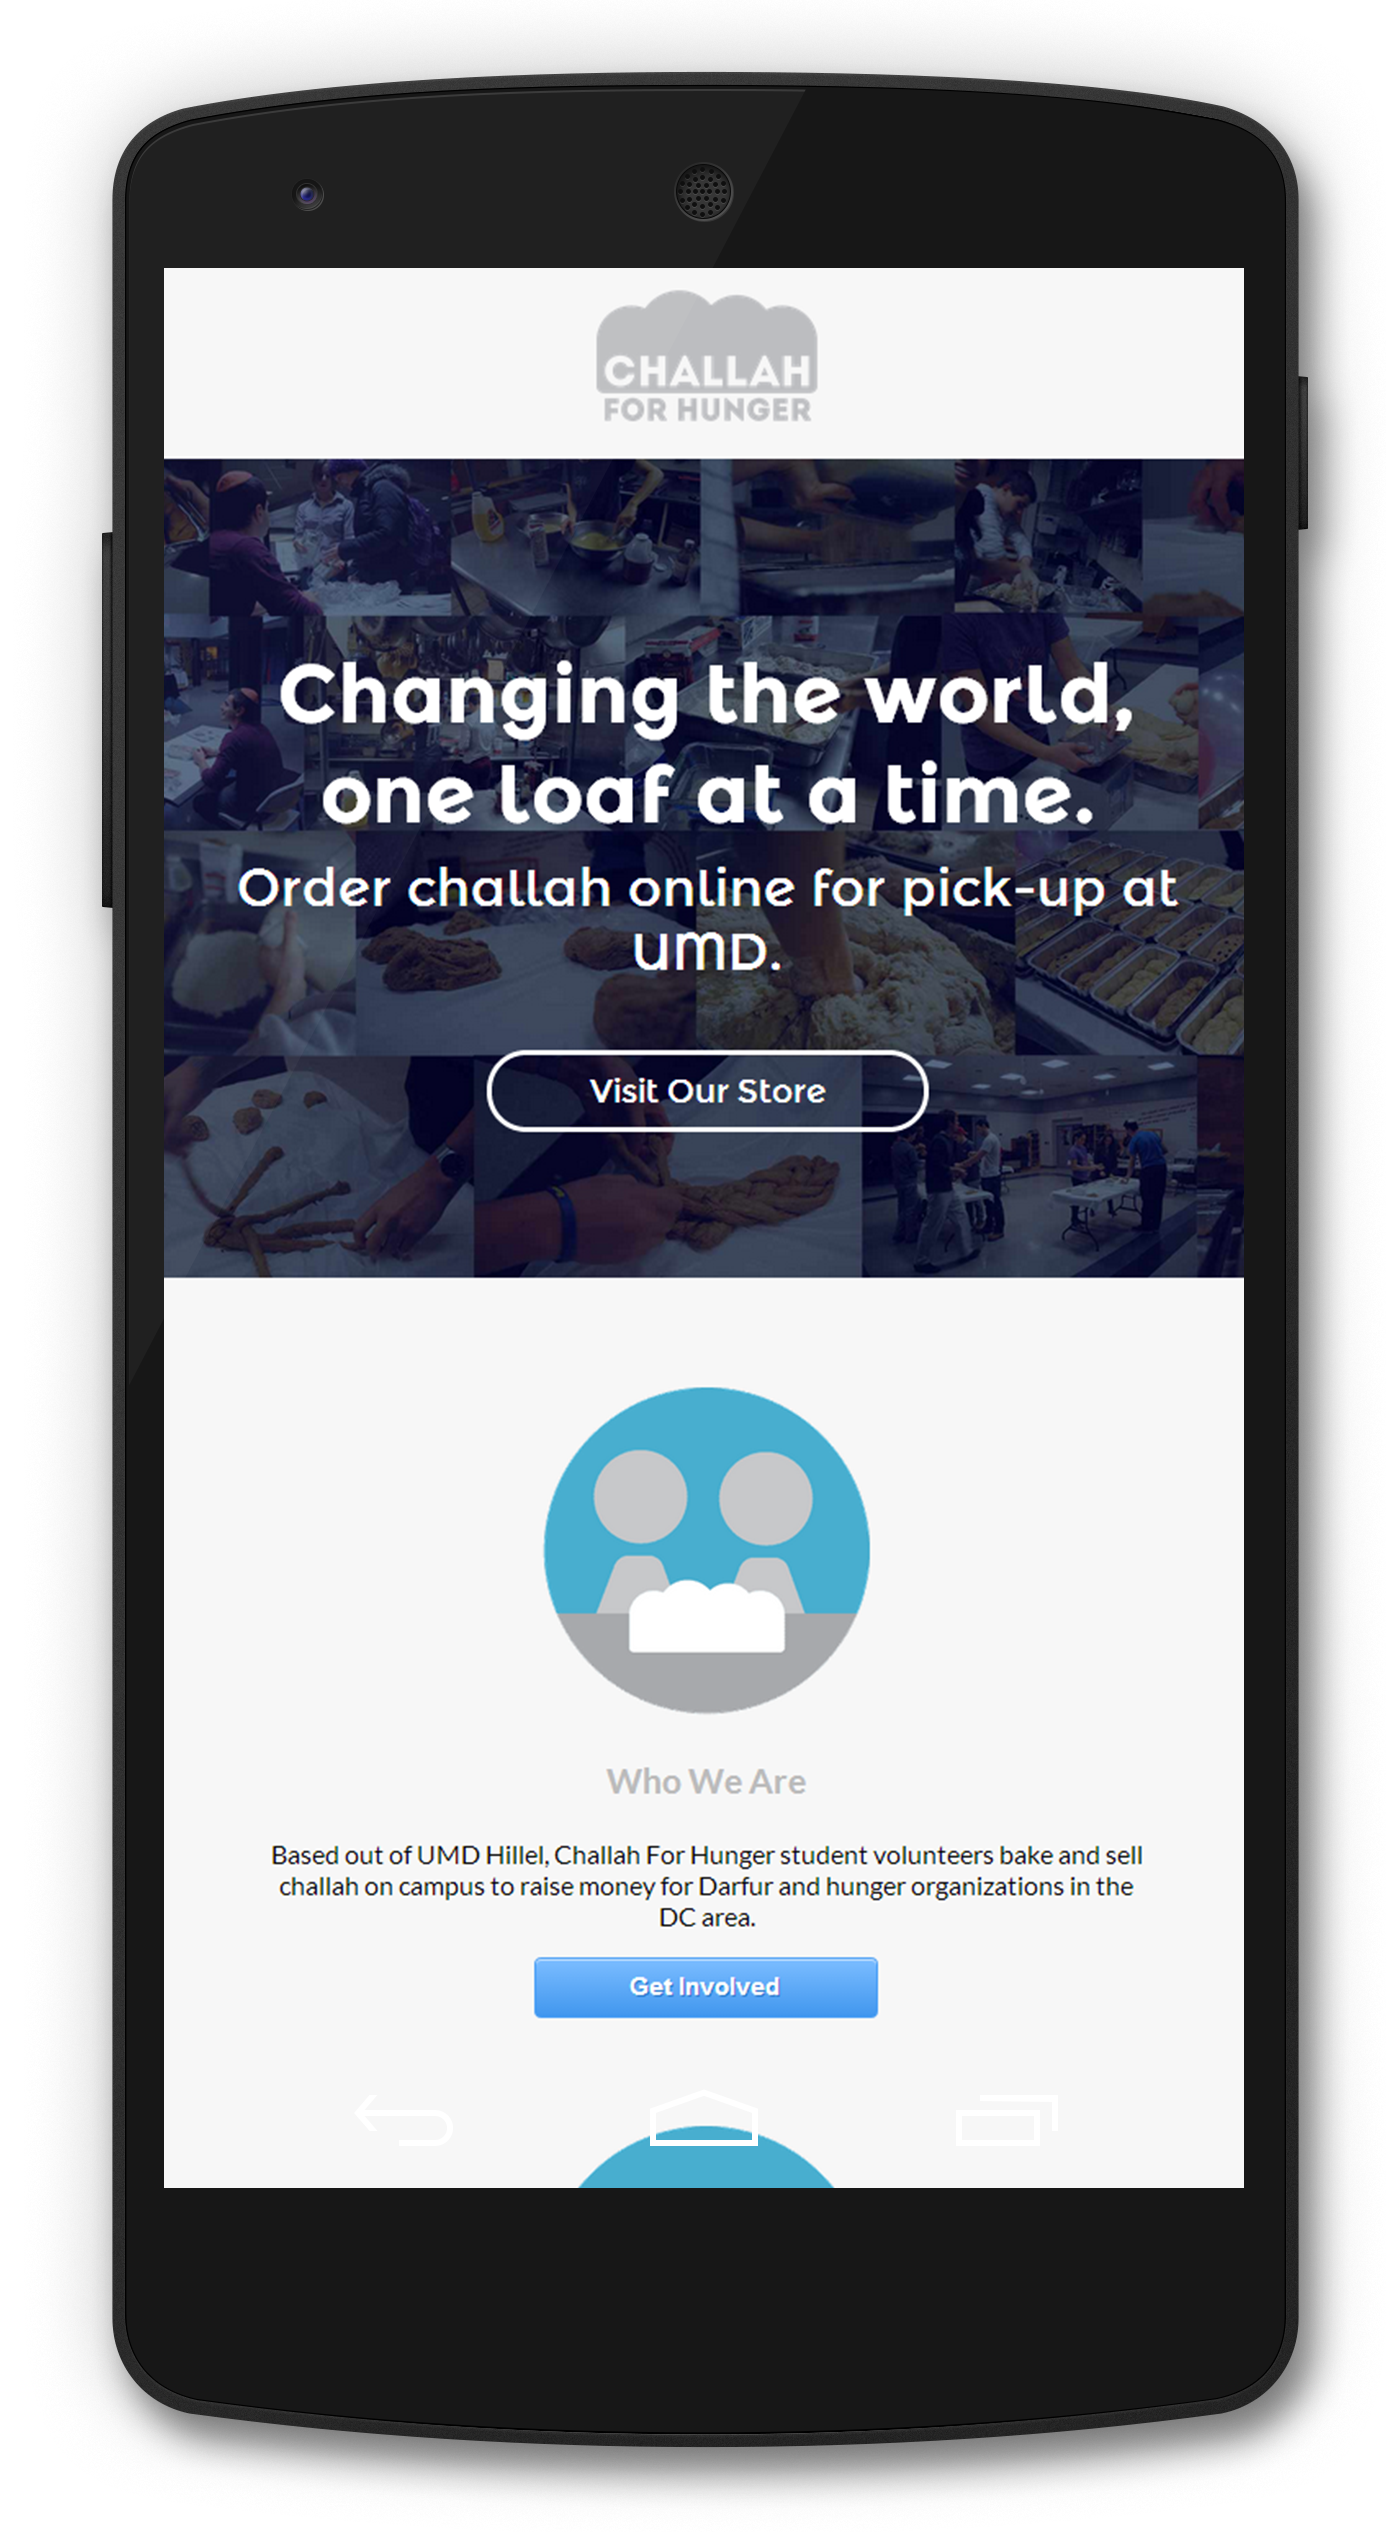 CHALLAH
FOR HUNGER
Changing the world,
one loaf at a time.
Order challah online for pick-up at
UMD.
Visit Our Store
Who We Are
Based out of UMD Hillel, Challah For Hunger student volunteers bake and sell
challah on campus to raise money for Darfur and hunger organizations in the
DC area.
Get Involved